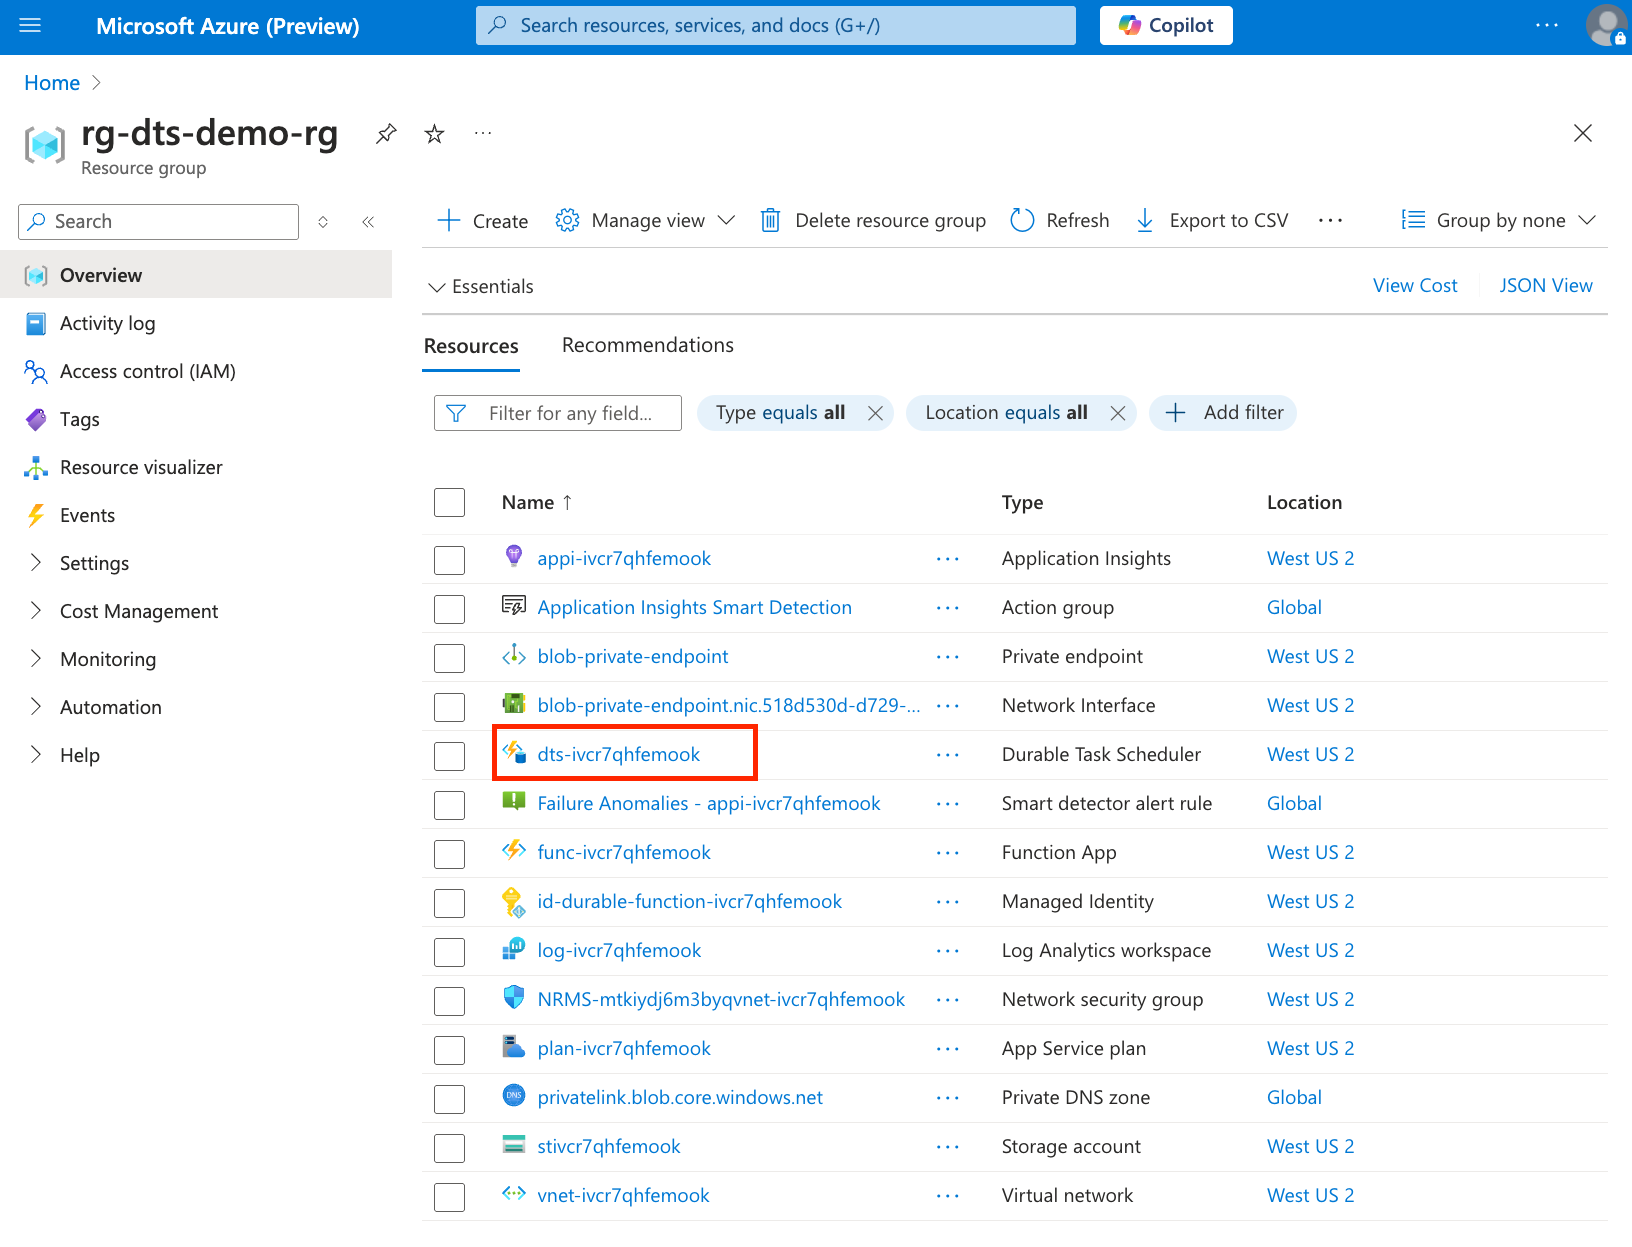 Microsoft Azure (Preview)
Search resources, services, and docs (G+/)
Copilot
Home
rg-dts-demo-rg
Resource group
Search
Create
Manage view
Delete resource group
Refresh
Export to CSV
Group by none
Overview
Activity log
Access control (IAM)
Tags
Resource visualizer
Events
Settings
Cost Management
Monitoring
Automation
Help
Essentials
View Cost
JSON View
Resources
Recommendations
Filter for any field...
Type equals all
Location equals all
Add filter
Name ↑ Type Location
appi-ivcr7qhfemook ··· Application Insights West US 2
Application Insights Smart Detection ··· Action group Global
blob-private-endpoint ··· Private endpoint West US 2
blob-private-endpoint.nic.518d530d-d729-... ··· Network Interface West US 2
dts-ivcr7qhfemook ··· Durable Task Scheduler West US 2
Failure Anomalies - appi-ivcr7qhfemook ··· Smart detector alert rule Global
func-ivcr7qhfemook ··· Function App West US 2
id-durable-function-ivcr7qhfemook ··· Managed Identity West US 2
log-ivcr7qhfemook ··· Log Analytics workspace West US 2
NRMS-mtkiydj6m3byqvnet-ivcr7qhfemook ··· Network security group West US 2
plan-ivcr7qhfemook ··· App Service plan West US 2
DNS privatelink.blob.core.windows.net ··· Private DNS zone Global
stivcr7qhfemook ··· Storage account West US 2
vnet-ivcr7qhfemook ··· Virtual network West US 2